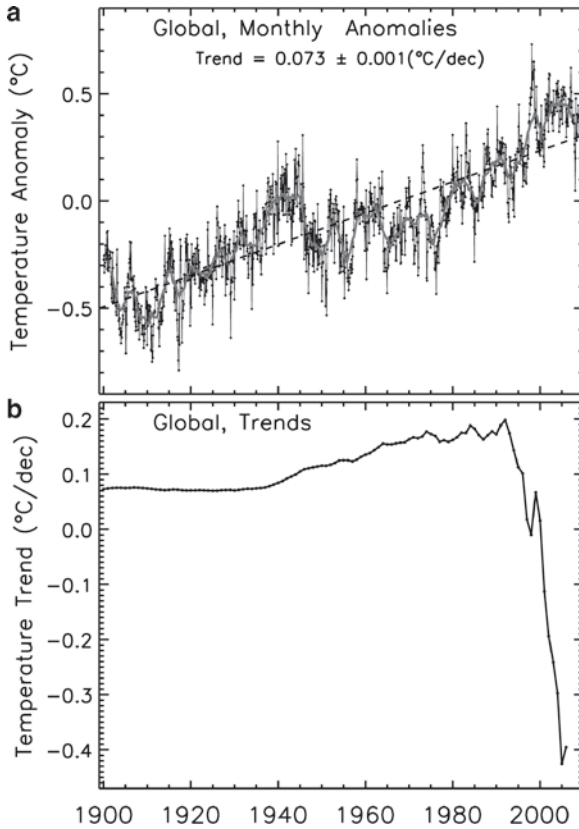 a
Global, Monthly Anomalies
Trend = 0.073 ± 0.001(°C/dec)
Temperature Anomaly (°C)
0.5
0.0
−0.5
b
Global, Trends
Temperature Trend (°C/dec)
0.2
0.1
0.0
−0.1
−0.2
−0.3
−0.4
1900 1920 1940 1960 1980 2000